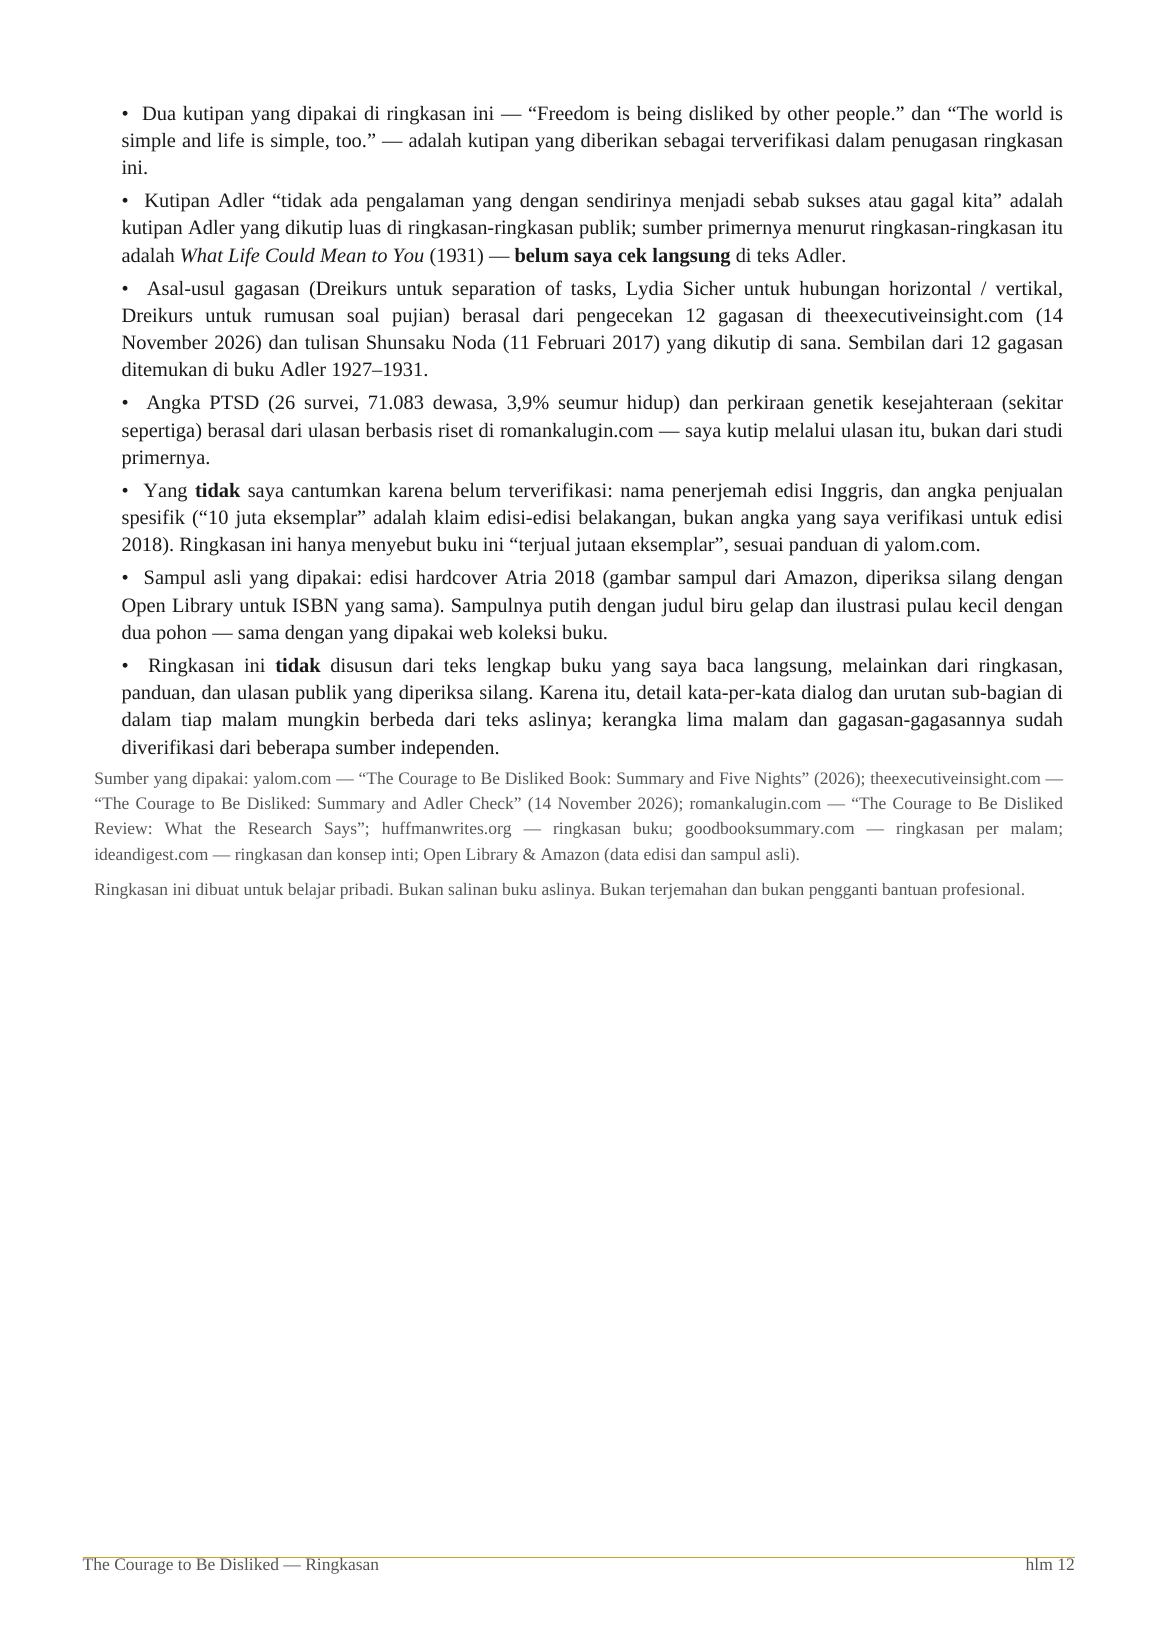 • Dua kutipan yang dipakai di ringkasan ini — “Freedom is being disliked by other people.” dan “The world is
simple and life is simple, too.” — adalah kutipan yang diberikan sebagai terverifikasi dalam penugasan ringkasan
ini.
• Kutipan Adler “tidak ada pengalaman yang dengan sendirinya menjadi sebab sukses atau gagal kita” adalah
kutipan Adler yang dikutip luas di ringkasan-ringkasan publik; sumber primernya menurut ringkasan-ringkasan itu
adalah What Life Could Mean to You (1931) — belum saya cek langsung di teks Adler.
• Asal-usul gagasan (Dreikurs untuk separation of tasks, Lydia Sicher untuk hubungan horizontal / vertikal,
Dreikurs untuk rumusan soal pujian) berasal dari pengecekan 12 gagasan di theexecutiveinsight.com (14
November 2026) dan tulisan Shunsaku Noda (11 Februari 2017) yang dikutip di sana. Sembilan dari 12 gagasan
ditemukan di buku Adler 1927–1931.
• Angka PTSD (26 survei, 71.083 dewasa, 3,9% seumur hidup) dan perkiraan genetik kesejahteraan (sekitar
sepertiga) berasal dari ulasan berbasis riset di romankalugin.com — saya kutip melalui ulasan itu, bukan dari studi
primernya.
• Yang tidak saya cantumkan karena belum terverifikasi: nama penerjemah edisi Inggris, dan angka penjualan
spesifik (“10 juta eksemplar” adalah klaim edisi-edisi belakangan, bukan angka yang saya verifikasi untuk edisi
2018). Ringkasan ini hanya menyebut buku ini “terjual jutaan eksemplar”, sesuai panduan di yalom.com.
• Sampul asli yang dipakai: edisi hardcover Atria 2018 (gambar sampul dari Amazon, diperiksa silang dengan
Open Library untuk ISBN yang sama). Sampulnya putih dengan judul biru gelap dan ilustrasi pulau kecil dengan
dua pohon — sama dengan yang dipakai web koleksi buku.
• Ringkasan ini tidak disusun dari teks lengkap buku yang saya baca langsung, melainkan dari ringkasan,
panduan, dan ulasan publik yang diperiksa silang. Karena itu, detail kata-per-kata dialog dan urutan sub-bagian di
dalam tiap malam mungkin berbeda dari teks aslinya; kerangka lima malam dan gagasan-gagasannya sudah
diverifikasi dari beberapa sumber independen.
Sumber yang dipakai: yalom.com — “The Courage to Be Disliked Book: Summary and Five Nights” (2026); theexecutiveinsight.com —
“The Courage to Be Disliked: Summary and Adler Check” (14 November 2026); romankalugin.com — “The Courage to Be Disliked
Review: What the Research Says”; huffmanwrites.org — ringkasan buku; goodbooksummary.com — ringkasan per malam;
ideandigest.com — ringkasan dan konsep inti; Open Library & Amazon (data edisi dan sampul asli).
Ringkasan ini dibuat untuk belajar pribadi. Bukan salinan buku aslinya. Bukan terjemahan dan bukan pengganti bantuan profesional.
The Courage to Be Disliked — Ringkasan
hlm 12